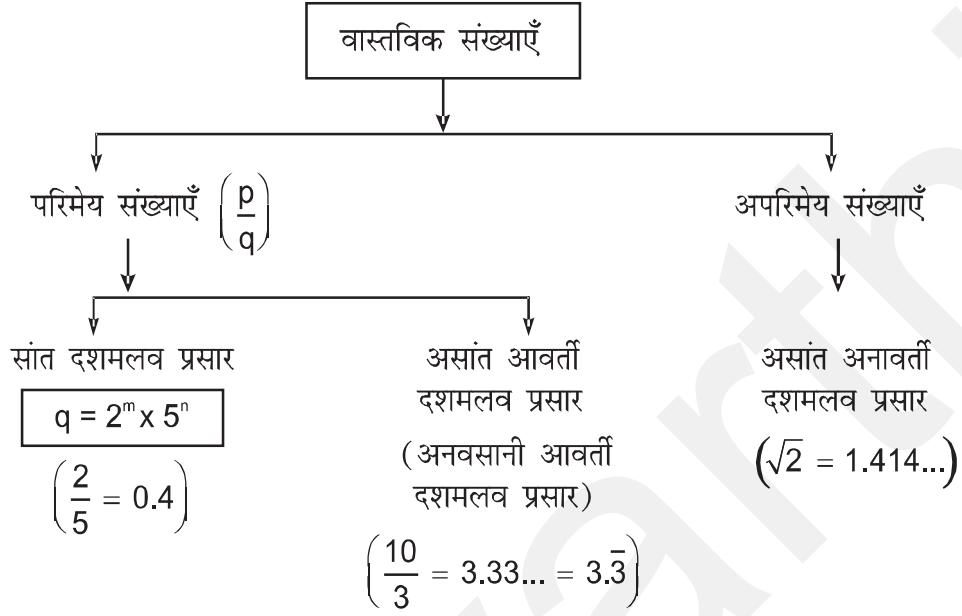 वास्तविक संख्याएँ
परिमेय संख्याएँ (p/q)
अपरिमेय संख्याएँ
सांत दशमलव प्रसार
q = 2^m x 5^n
(2/5 = 0.4)
असांत आवर्ती
दशमलव प्रसार
(अनवसानी आवर्ती
दशमलव प्रसार)
(10/3 = 3.33... = 3.3̅)
असांत अनावर्ती
दशमलव प्रसार
(√2 = 1.414...)